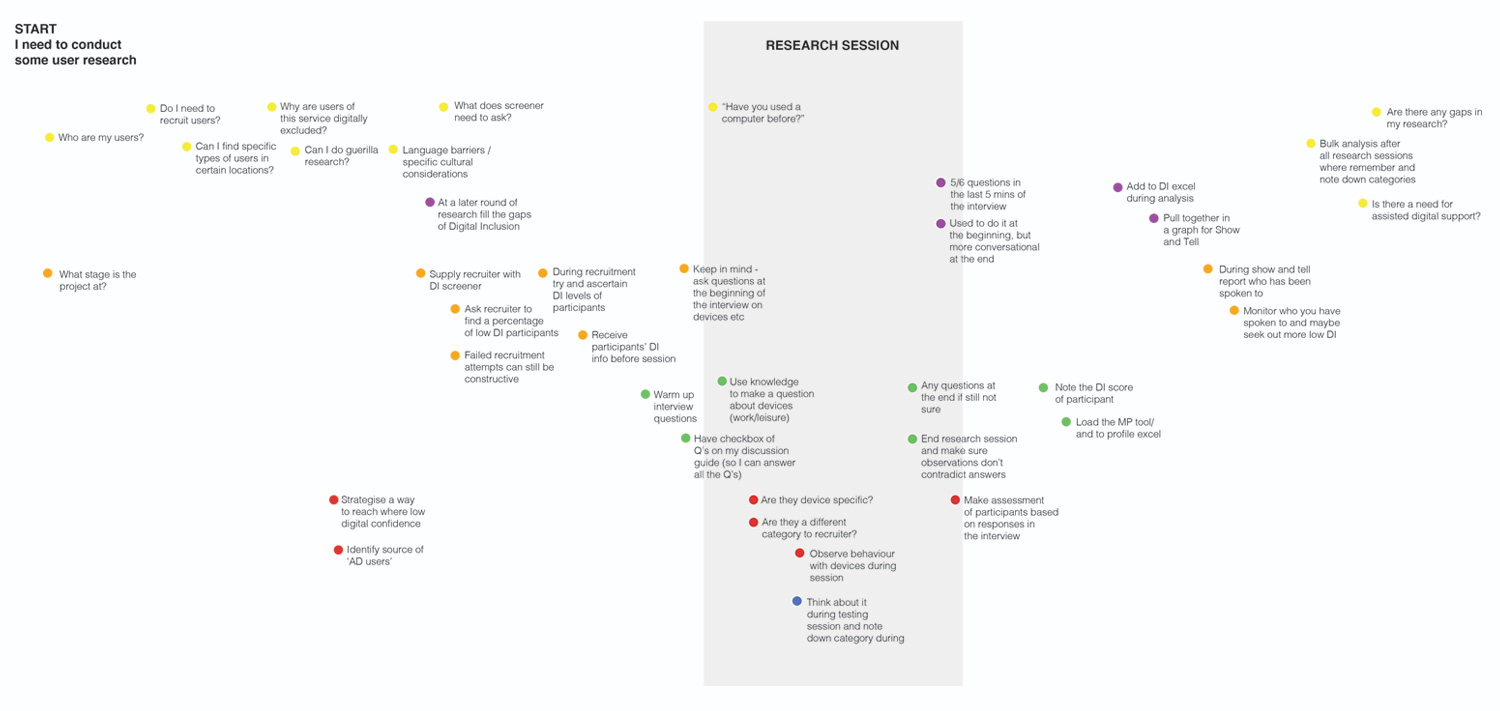 START
I need to conduct
some user research
RESEARCH SESSION
Who are my users?
Do I need to
recruit users?
Can I find specific
types of users in
certain locations?
Why are users of
this service digitally
excluded?
Can I do guerilla
research?
What does screener
need to ask?
Language barriers /
specific cultural
considerations
“Have you used a
computer before?”
Are there any gaps in
my research?
Bulk analysis after
all research sessions
where remember and
note down categories
Is there a need for
assisted digital support?
At a later round of
research fill the gaps
of Digital Inclusion
5/6 questions in
the last 5 mins of
the interview
Used to do it at
the beginning, but
more conversational
at the end
Add to DI excel
during analysis
Pull together in
a graph for Show
and Tell
What stage is the
project at?
Supply recruiter with
DI screener
Ask recruiter to
find a percentage
of low DI participants
Failed recruitment
attempts can still be
constructive
During recruitment
try and ascertain
DI levels of
participants
Receive
participants’ DI
info before session
Keep in mind -
ask questions at
the beginning of
the interview on
devices etc
During show and tell
report who has been
spoken to
Monitor who you have
spoken to and maybe
seek out more low DI
Warm up
interview
questions
Use knowledge
to make a question
about devices
(work/leisure)
Have checkbox of
Q’s on my discussion
guide (so I can answer
all the Q’s)
Any questions at
the end if still not
sure
End research session
and make sure
observations don’t
contradict answers
Note the DI score
of participant
Load the MP tool/
and to profile excel
Strategise a way
to reach where low
digital confidence
Identify source of
‘AD users’
Are they device specific?
Are they a different
category to recruiter?
Observe behaviour
with devices during
session
Make assessment
of participants based
on responses in
the interview
Think about it
during testing
session and note
down category during